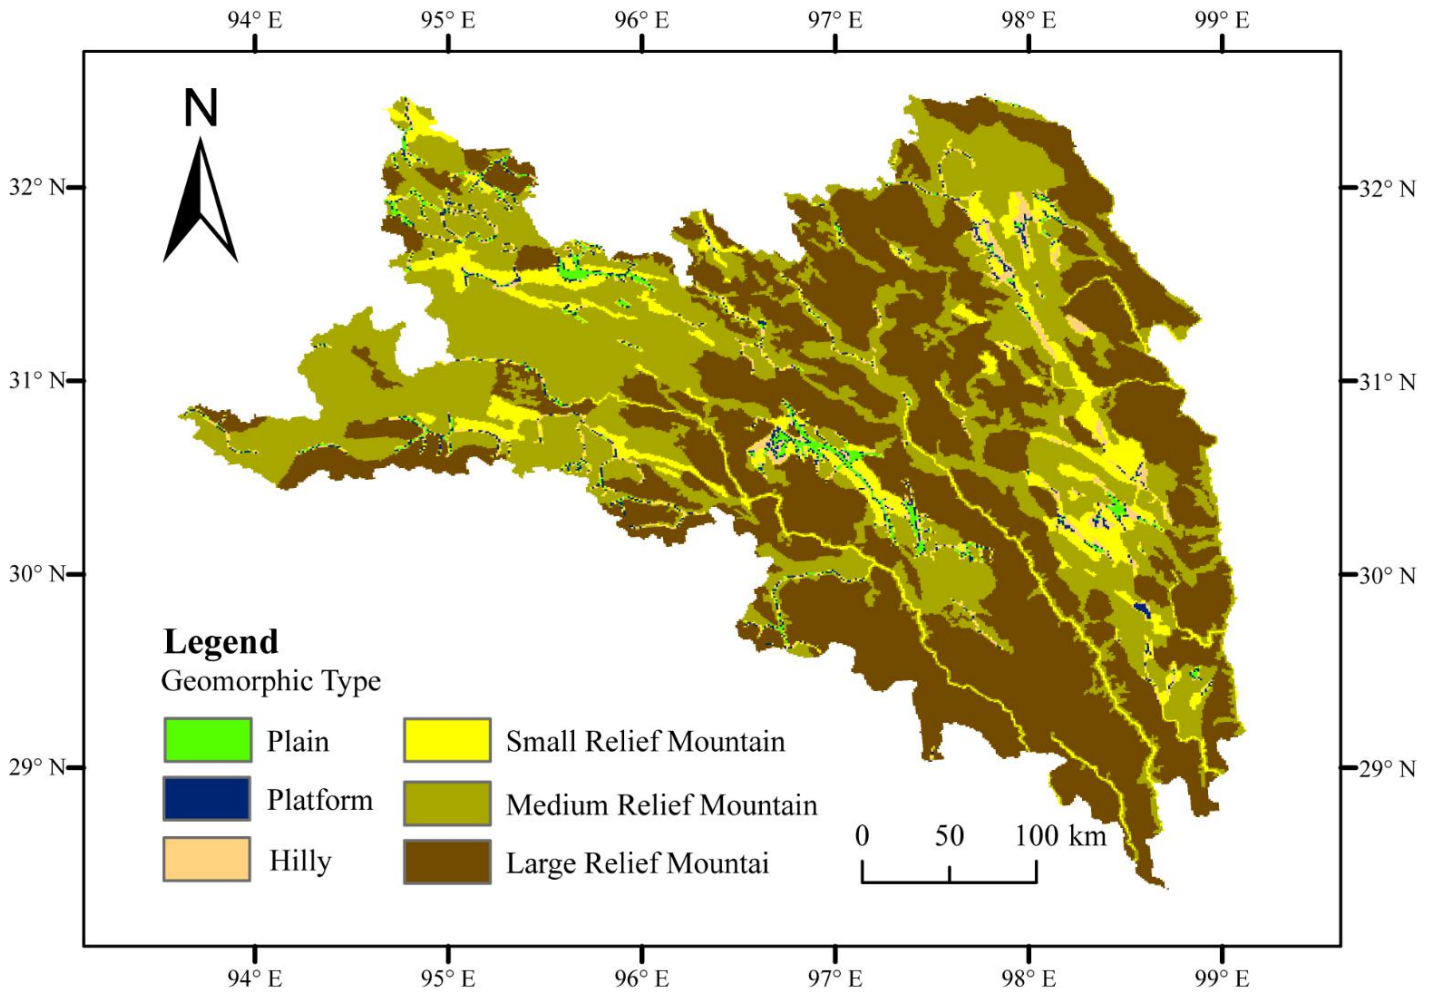 94° E 95° E 96° E 97° E 98° E 99° E
N
32° N 32° N
31° N 31° N
30° N 30° N
29° N 29° N
Legend
Geomorphic Type
Plain
Platform
Hilly
Small Relief Mountain
Medium Relief Mountain
Large Relief Mountai
0 50 100 km
94° E 95° E 96° E 97° E 98° E 99° E